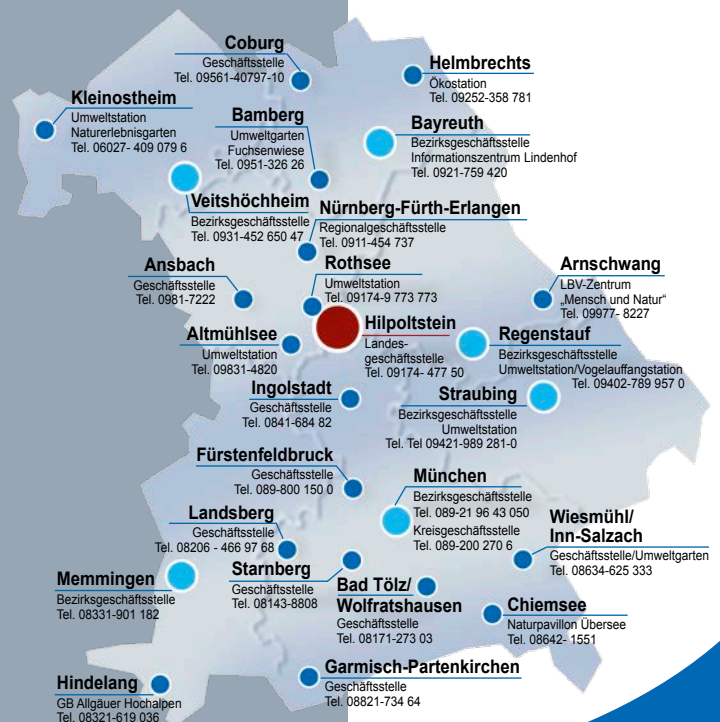 Coburg
Geschäftsstelle
Tel. 09561-40797-10
Helmbrechts
Ökostation
Tel. 09252-358 781
Kleinostheim
Umweltstation
Naturerlebnisgarten
Tel. 06027- 409 079 6
Bamberg
Umweltgarten
Fuchsenwiese
Tel. 0951-326 26
Bayreuth
Bezirksgeschäftsstelle
Informationszentrum Lindenhof
Tel. 0921-759 420
Veitshöchheim
Bezirksgeschäftsstelle
Tel. 0931-452 650 47
Nürnberg-Fürth-Erlangen
Regionalgeschäftsstelle
Tel. 0911-454 737
Ansbach
Geschäftsstelle
Tel. 0981-7222
Rothsee
Umweltstation
Tel. 09174-9 773 773
Arnschwang
LBV-Zentrum
„Mensch und Natur“
Tel. 09977- 8227
Altmühlsee
Umweltstation
Tel. 09831-4820
Hilpoltstein
Landes-
geschäftsstelle
Tel. 09174- 477 50
Regenstauf
Bezirksgeschäftsstelle
Umweltstation/Vogelauffangstation
Tel. 09402-789 957 0
Ingolstadt
Geschäftsstelle
Tel. 0841-684 82
Straubing
Bezirksgeschäftsstelle
Umweltstation
Tel. Tel 09421-989 281-0
Fürstenfeldbruck
Geschäftsstelle
Tel. 089-800 150 0
München
Bezirksgeschäftsstelle
Tel. 089-21 96 43 050
Kreisgeschäftsstelle
Tel. 089-200 270 6
Landsberg
Geschäftsstelle
Tel. 08206 - 466 97 68
Wiesmühl/
Inn-Salzach
Geschäftsstelle/Umweltgarten
Tel. 08634-625 333
Memmingen
Bezirksgeschäftsstelle
Tel. 08331-901 182
Starnberg
Geschäftsstelle
Tel. 08143-8808
Bad Tölz/
Wolfratshausen
Geschäftsstelle
Tel. 08171-273 03
Chiemsee
Naturpavillon Übersee
Tel. 08642- 1551
Hindelang
GB Allgäuer Hochalpen
Tel. 08321-619 036
Garmisch-Partenkirchen
Geschäftsstelle
Tel. 08821-734 64